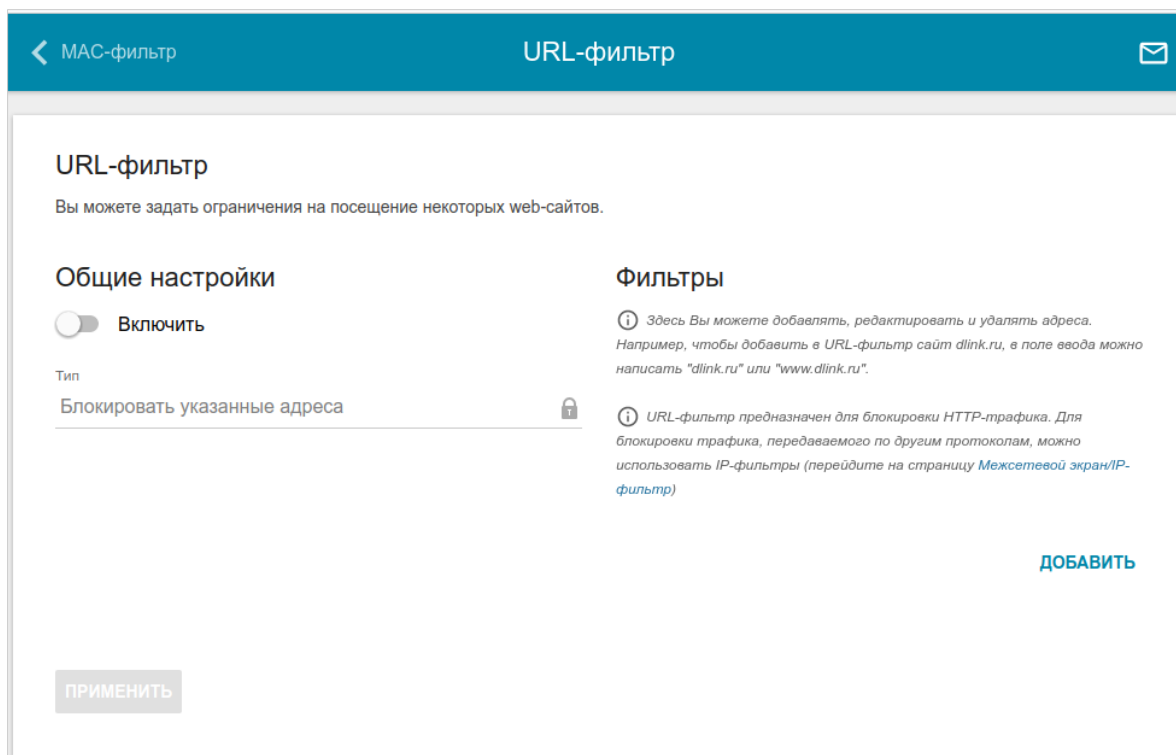 МАС-фильтр
URL-фильтр
URL-фильтр
Вы можете задать ограничения на посещение некоторых web-сайтов.
Общие настройки
Включить
Тип
Блокировать указанные адреса
ПРИМЕНИТЬ
Фильтры
Здесь Вы можете добавлять, редактировать и удалять адреса.
Например, чтобы добавить в URL-фильтр сайт dlink.ru, в поле ввода можно
написать "dlink.ru" или "www.dlink.ru".
URL-фильтр предназначен для блокировки HTTP-трафика. Для
блокировки трафика, передаваемого по другим протоколам, можно
использовать IP-фильтры (перейдите на страницу Межсетевой экран/IP-
фильтр)
ДОБАВИТЬ